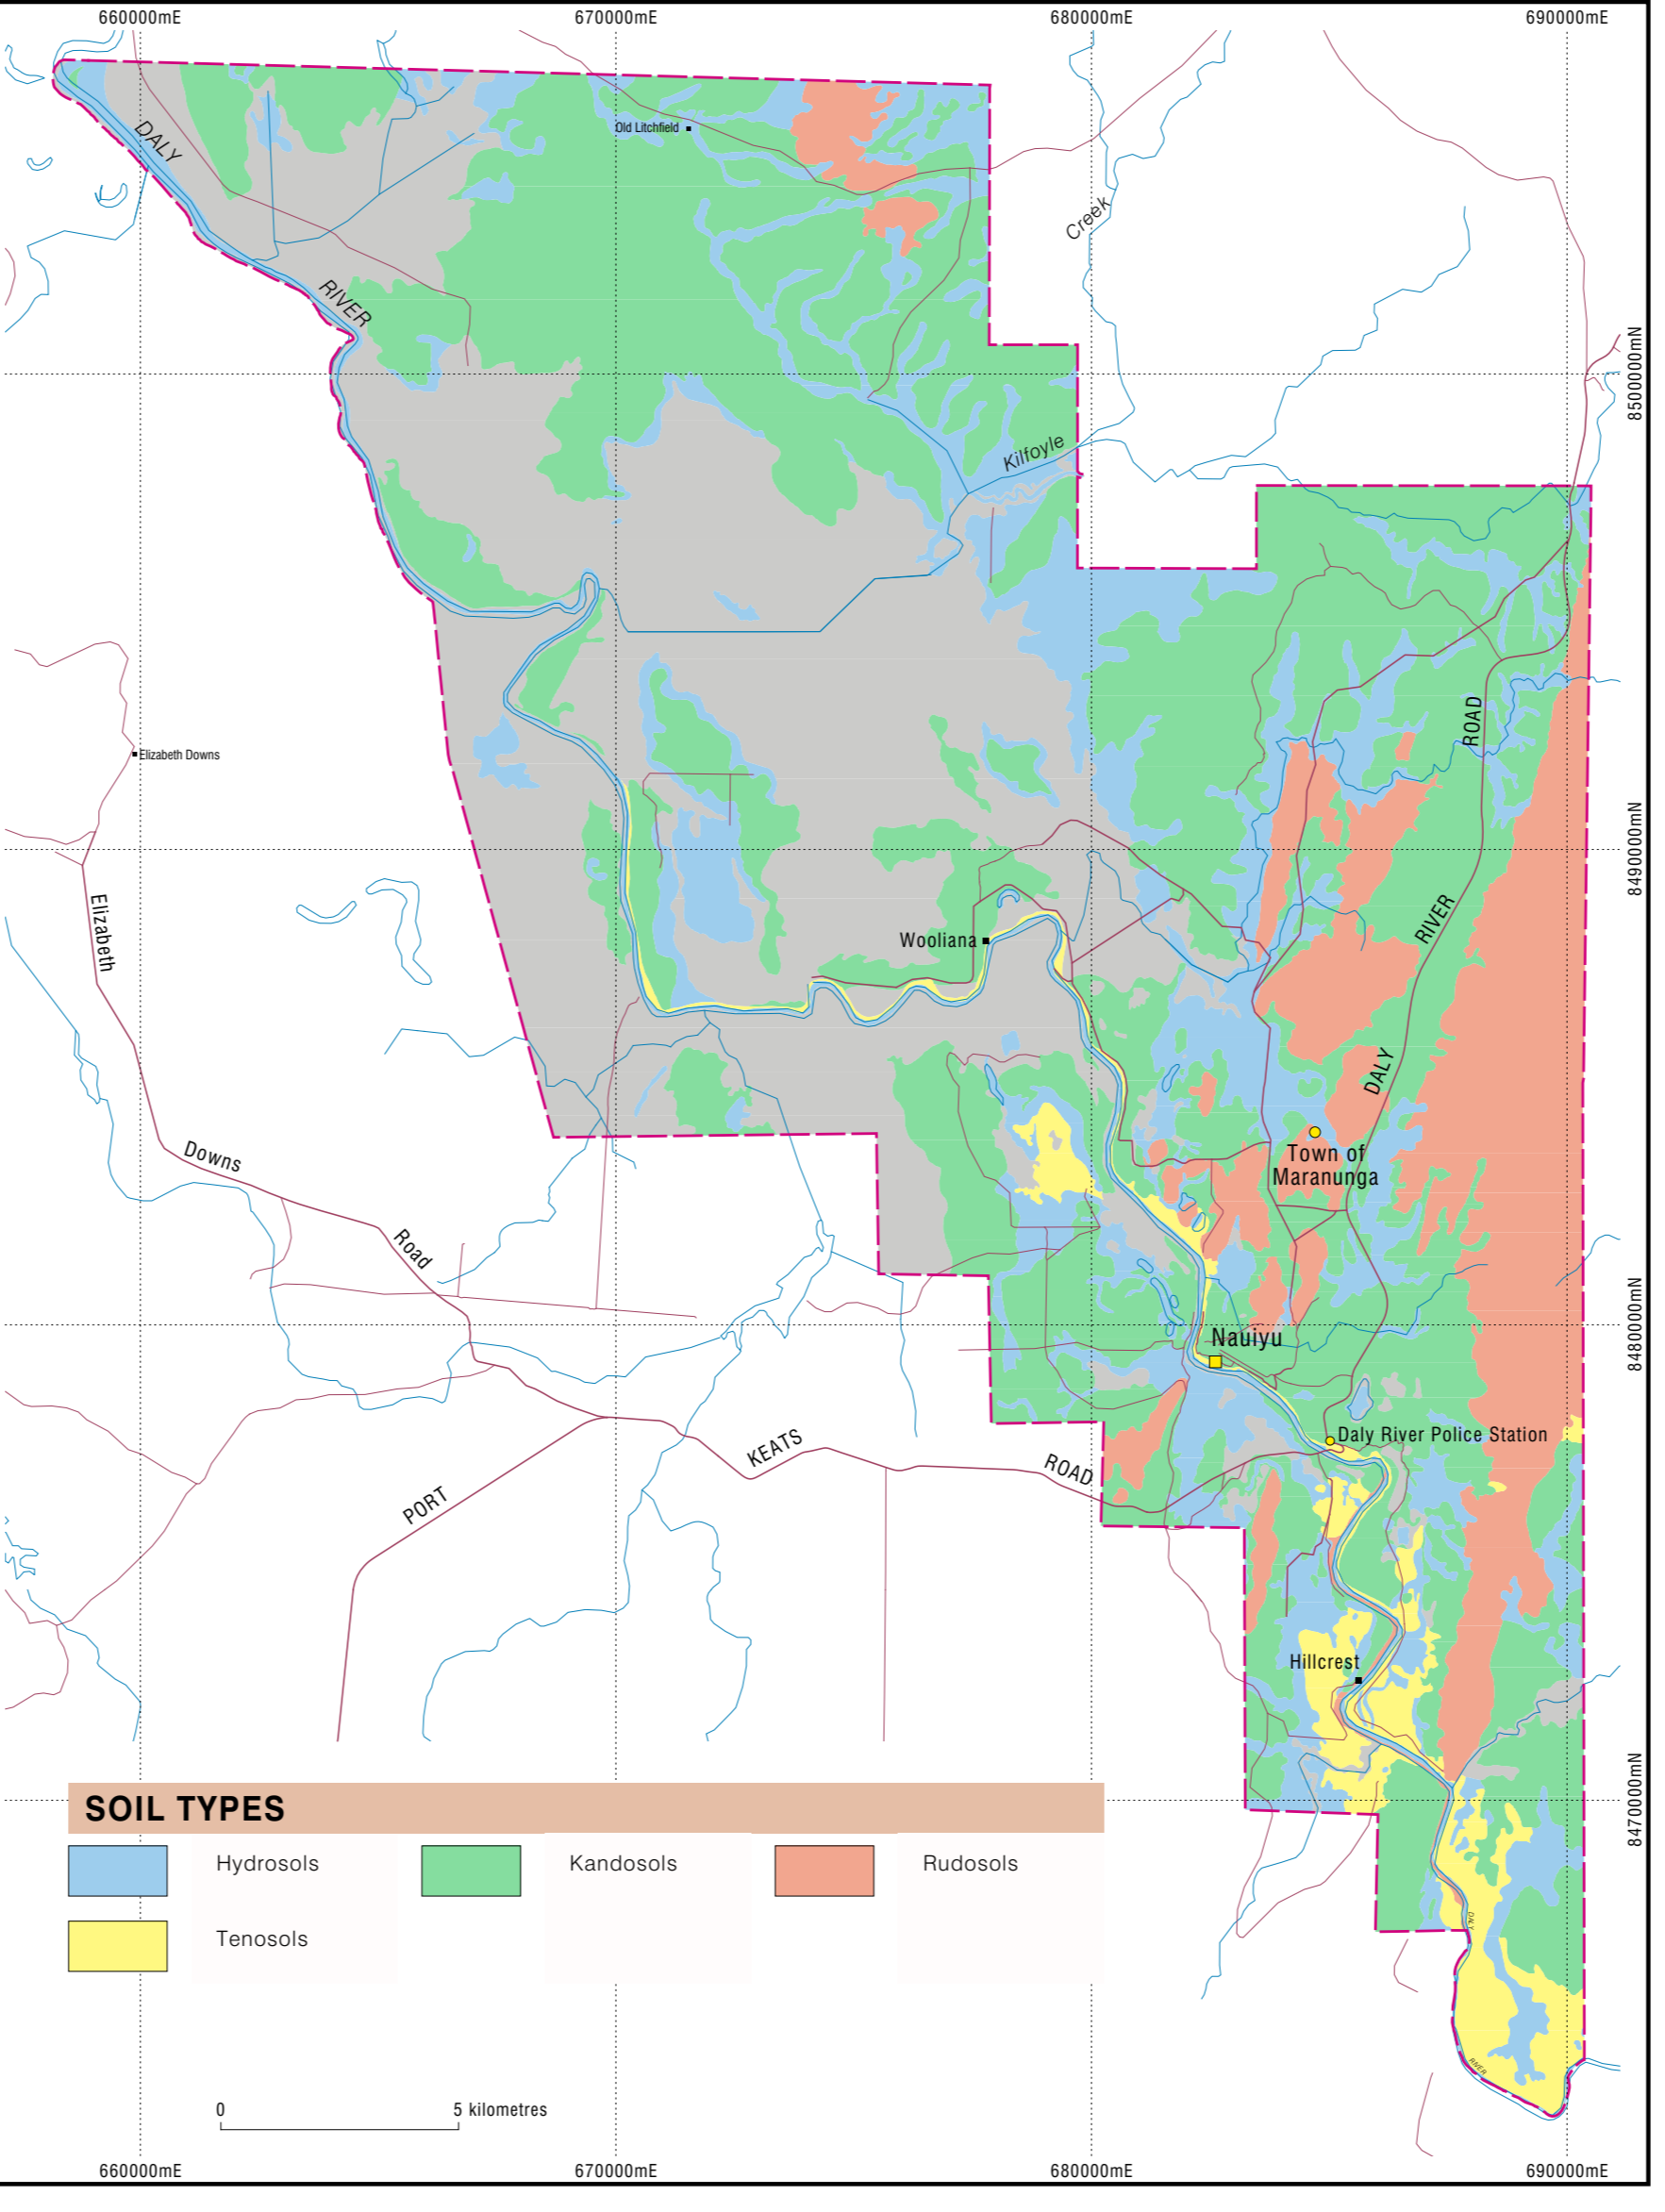 660000mE 670000mE 680000mE 690000mE
DALY
Old Litchfield
Creek
RIVER
8500000mN
Kilfoyle
ROAD
Elizabeth Downs
8490000mN
Elizabeth
RIVER
Wooliana
DALY
Town of
Maranunga
Downs
Road
8480000mN
Nauiyu
Daly River Police Station
KEATS
ROAD
PORT
Hillcrest
8470000mN
SOIL TYPES
Hydrosols Kandosols Rudosols
Tenosols
DALY
RIVER
0 5 kilometres
660000mE 670000mE 680000mE 690000mE